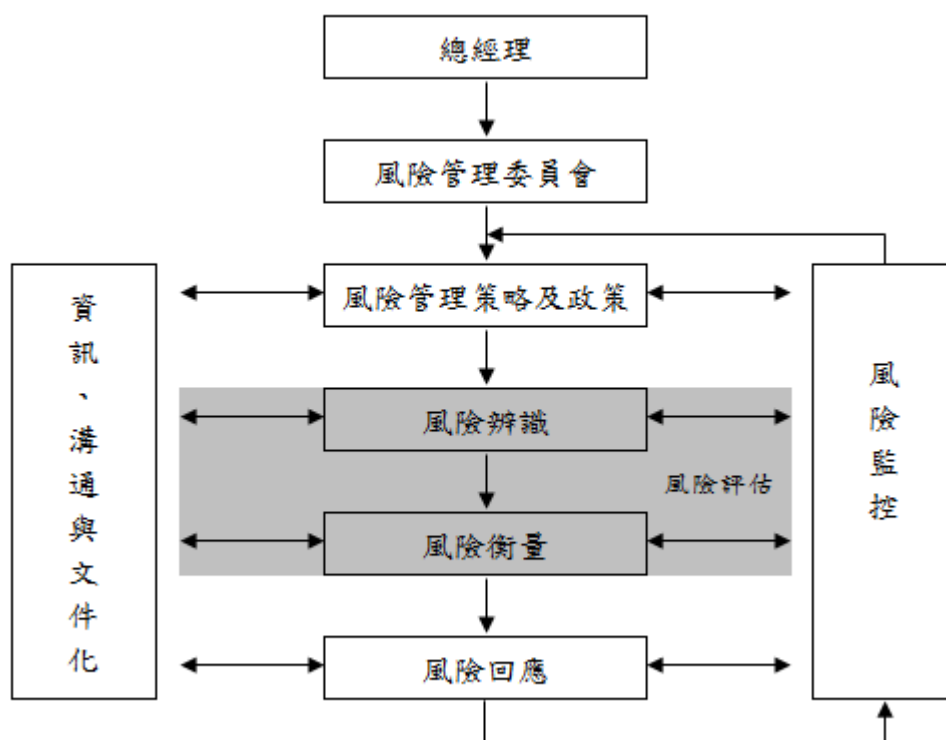 總經理
風險管理委員會
風險管理策略及政策
資訊、溝通與文件化
風險辨識
風險評估
風險衡量
風險回應
風險監控